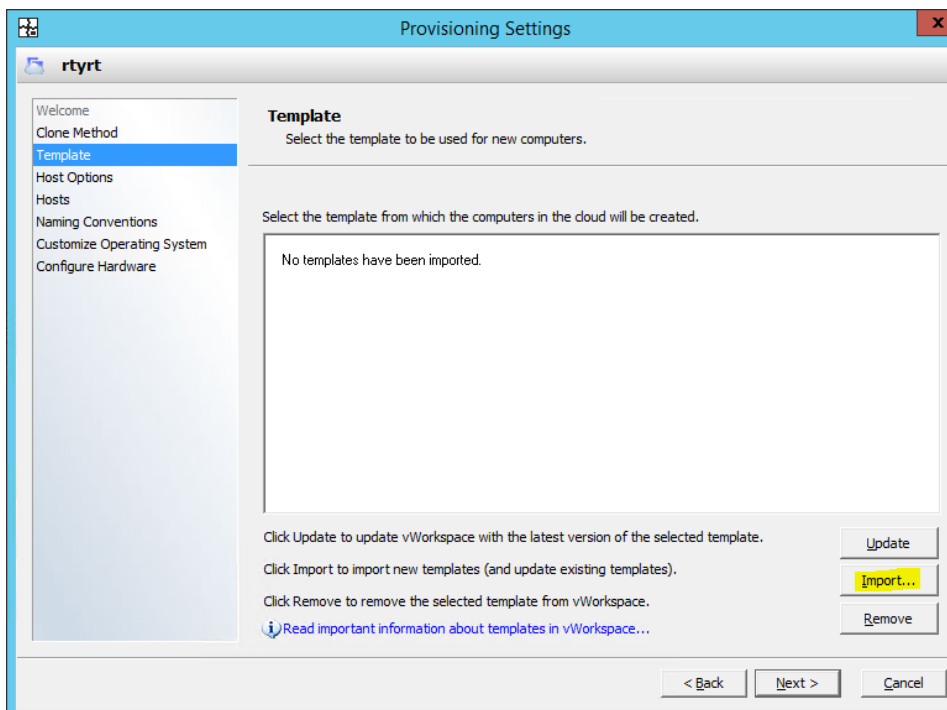 Provisioning Settings
x
rtyrt
Welcome
Clone Method
Template
Host Options
Hosts
Naming Conventions
Customize Operating System
Configure Hardware
Template
Select the template to be used for new computers.
Select the template from which the computers in the cloud will be created.
No templates have been imported.
Click Update to update vWorkspace with the latest version of the selected template.
Update
Click Import to import new templates (and update existing templates).
Import...
Click Remove to remove the selected template from vWorkspace.
Remove
Read important information about templates in vWorkspace...
< Back
Next >
Cancel